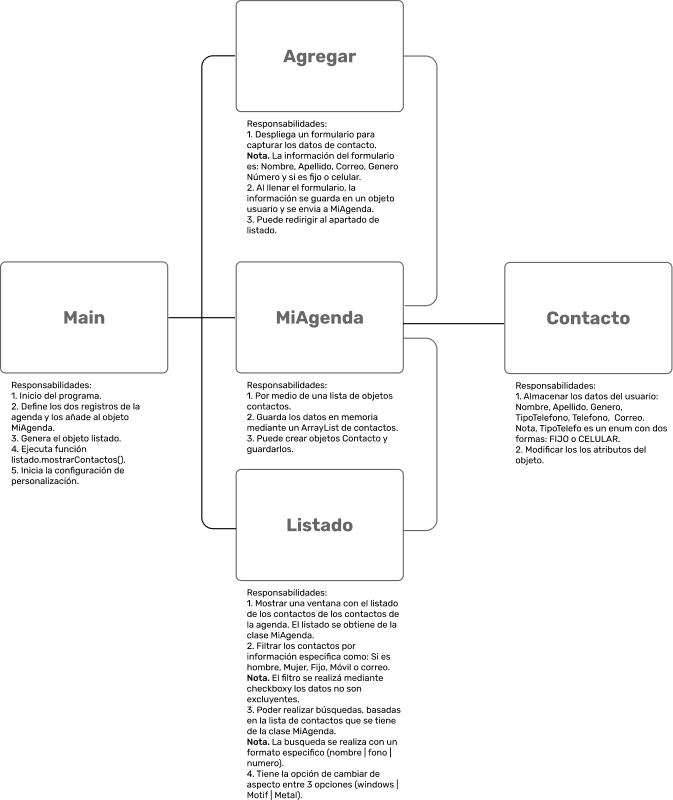 Agregar
Responsabilidades:
1. Despliega un formulario para
capturar los datos de contacto.
Nota. La información del formulario
es: Nombre, Apellido, Correo, Genero
Número y si es fijo o celular.
2. Al llenar el formulario, la
información se guarda en un objeto
usuario y se envia a MiAgenda.
3. Puede redirigir al apartado de
listado.
Main
Responsabilidades:
1. Inicio del programa.
2. Define los dos registros de la
agenda y los añade al objeto
MiAgenda.
3. Genera el objeto listado.
4. Ejecuta función
listado.mostrarContactos().
5. Inicia la configuración de
personalización.
MiAgenda
Responsabilidades:
1. Por medio de una lista de objetos
contactos.
2. Guarda los datos en memoria
mediante un ArrayList de contactos.
3. Puede crear objetos Contacto y
guardarlos.
Contacto
Responsabilidades:
1. Almacenar los datos del usuario:
Nombre, Apellido, Genero,
TipoTelefono, Telefono, Correo.
Nota. TipoTelefo es un enum con dos
formas: FIJO o CELULAR.
2. Modificar los los atributos del
objeto.
Listado
Responsabilidades:
1. Mostrar una ventana con el listado
de los contactos de los contactos de
la agenda. El listado se obtiene de la
clase MiAgenda.
2. Filtrar los contactos por
información especifica como: Si es
hombre, Mujer, Fijo, Móvil o correo.
Nota. El filtro se realizá mediante
checkboxy los datos no son
excluyentes.
3. Poder realizar búsquedas, basadas
en la lista de contactos que se tiene
de la clase MiAgenda.
Nota. La busqueda se realiza con un
formato especifico (nombre | fono |
numero).
4. Tiene la opción de cambiar de
aspecto entre 3 opciones (windows |
Motif | Metal).